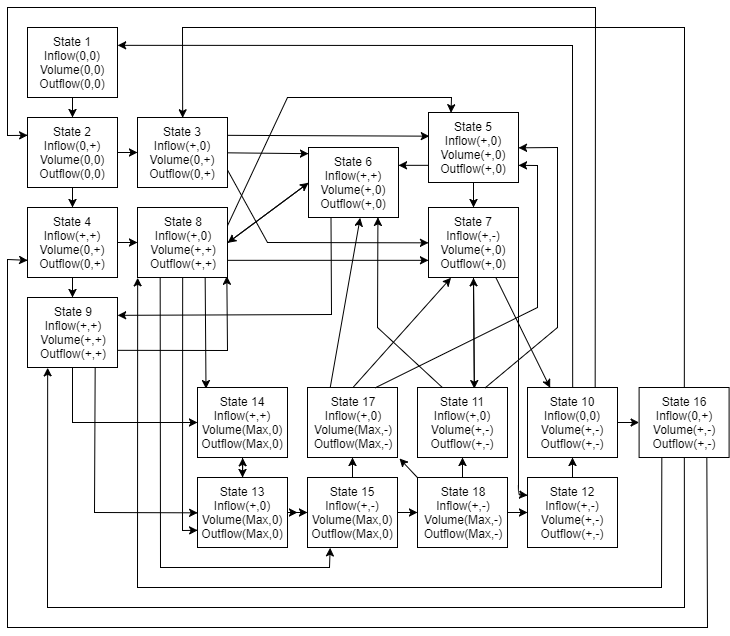 State 1
Inflow(0,0)
Volume(0,0)
Outflow(0,0)
State 2
Inflow(0,+)
Volume(0,0)
Outflow(0,0)
State 3
Inflow(+,0)
Volume(0,+)
Outflow(0,+)
State 5
Inflow(+,0)
Volume(+,0)
Outflow(+,0)
State 6
Inflow(+,+)
Volume(+,0)
Outflow(+,0)
State 4
Inflow(+,+)
Volume(0,+)
Outflow(0,+)
State 8
Inflow(+,0)
Volume(+,+)
Outflow(+,+)
State 7
Inflow(+,-)
Volume(+,0)
Outflow(+,0)
State 9
Inflow(+,+)
Volume(+,+)
Outflow(+,+)
State 14
Inflow(+,+)
Volume(Max,0)
Outflow(Max,0)
State 17
Inflow(+,0)
Volume(Max,-)
Outflow(Max,-)
State 11
Inflow(+,0)
Volume(+,-)
Outflow(+,-)
State 10
Inflow(0,0)
Volume(+,-)
Outflow(+,-)
State 16
Inflow(0,+)
Volume(+,-)
Outflow(+,-)
State 13
Inflow(+,0)
Volume(Max,0)
Outflow(Max,0)
State 15
Inflow(+,-)
Volume(Max,0)
Outflow(Max,0)
State 18
Inflow(+,-)
Volume(Max,-)
Outflow(Max,-)
State 12
Inflow(+,-)
Volume(+,-)
Outflow(+,-)